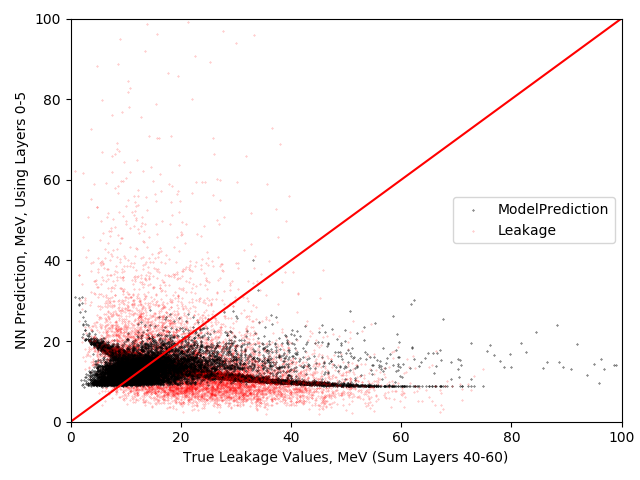 100
80
60
40
20
0
0 20 40 60 80 100
NN Prediction, MeV, Using Layers 0-5
ModelPrediction
Leakage
True Leakage Values, MeV (Sum Layers 40-60)